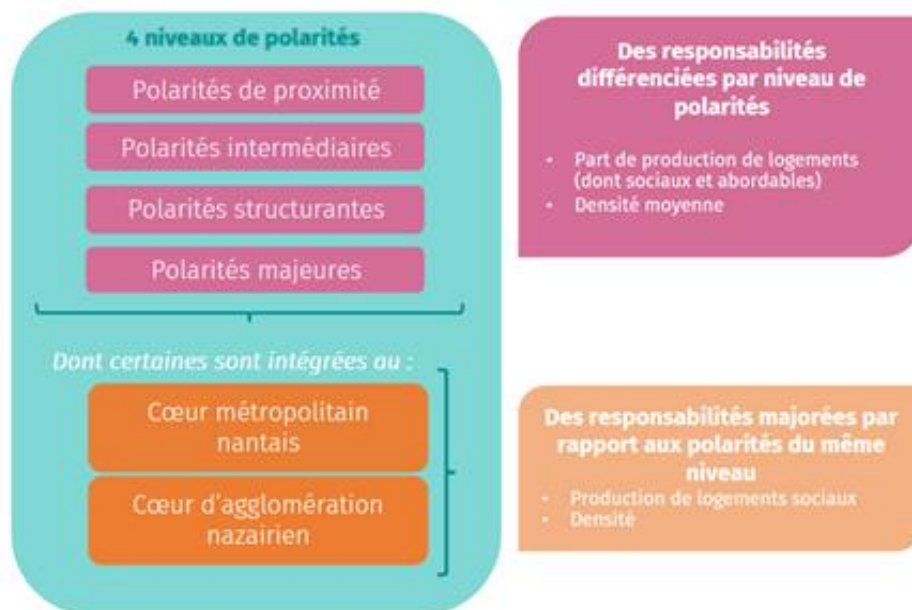 4 niveaux de polarités
Polarités de proximité
Polarités intermédiaires
Polarités structurantes
Polarités majeures
Dont certaines sont intégrées au :
Cœur métropolitain
nantais
Cœur d'agglomération
nazairien
Des responsabilités
différenciées par niveau de
polarités
• Part de production de logements
(dont sociaux et abordables)
• Densité moyenne
Des responsabilités majorées par
rapport aux polarités du même
niveau
• Production de logements sociaux
• Densité